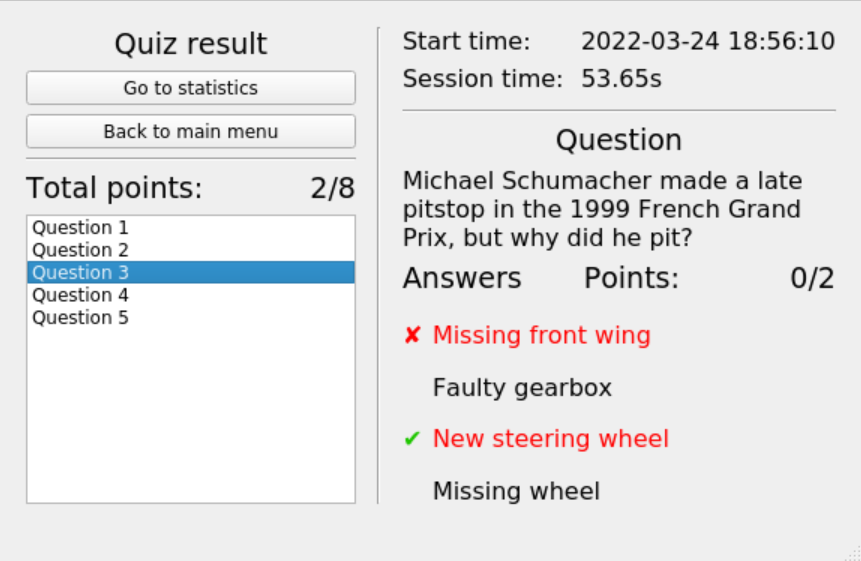 Quiz result
Go to statistics
Back to main menu
Total points: 2/8
Question 1
Question 2
Question 3
Question 4
Question 5
Start time: 2022-03-24 18:56:10
Session time: 53.65s
Question
Michael Schumacher made a late
pitstop in the 1999 French Grand
Prix, but why did he pit?
Answers Points: 0/2
✘ Missing front wing
Faulty gearbox
✔ New steering wheel
Missing wheel